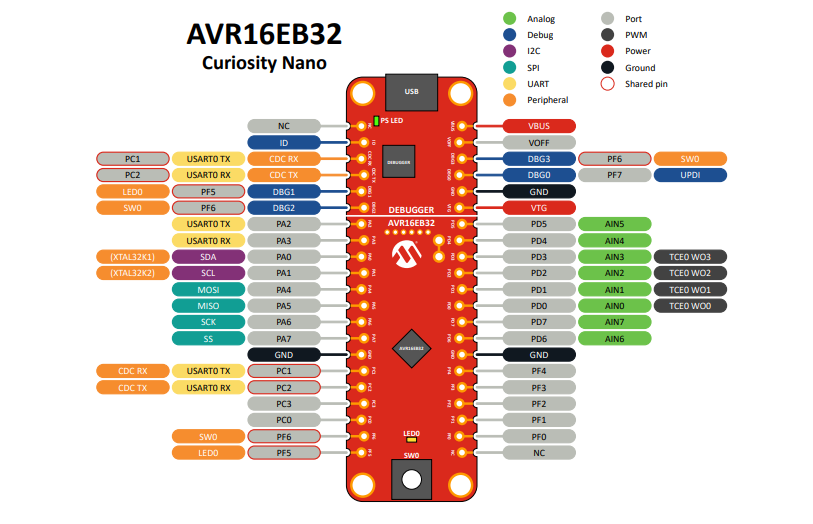 AVR16EB32
Curiosity Nano
Analog
Debug
I2C
SPI
UART
Peripheral
Port
PWM
Power
Ground
Shared pin
USB
PS LED
DEBUGGER
DEBUGGER
AVR16EB32
AVR16EB32
LED0
SW0
NC
ID
PC1 USART0 TX CDC RX
PC2 USART0 RX CDC TX
LED0 PF5 DBG1
SW0 PF6 DBG2
USART0 TX PA2
USART0 RX PA3
(XTAL32K1) SDA PA0
(XTAL32K2) SCL PA1
MOSI PA4
MISO PA5
SCK PA6
SS PA7
GND
CDC RX USART0 TX PC1
CDC TX USART0 RX PC2
PC3
PC0
SW0 PF6
LED0 PF5
VBUS
VOFF
DBG3 PF6 SW0
DBG0 PF7 UPDI
GND
VTG
PD5 AIN5
PD4 AIN4
PD3 AIN3 TCE0 WO3
PD2 AIN2 TCE0 WO2
PD1 AIN1 TCE0 WO1
PD0 AIN0 TCE0 WO0
PD7 AIN7
PD6 AIN6
GND
PF4
PF3
PF2
PF1
PF0
NC